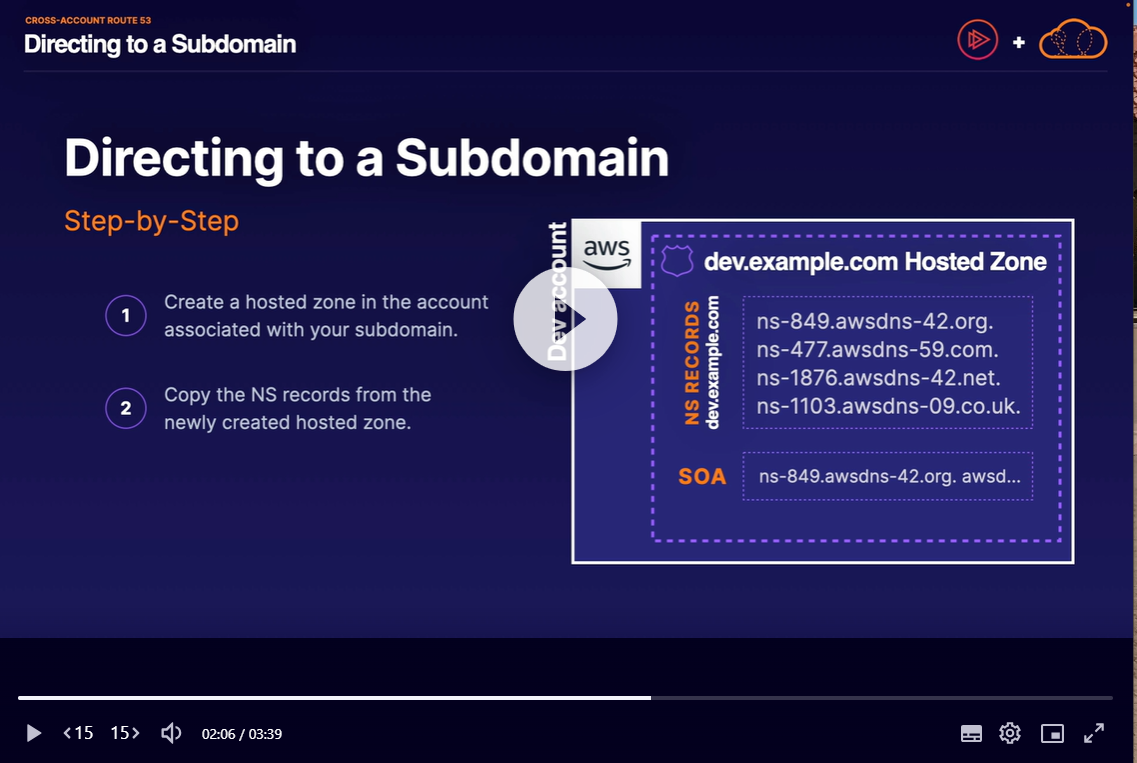 CROSS-ACCOUNT ROUTE 53
Directing to a Subdomain
+
Directing to a Subdomain
Step-by-Step
1
Create a hosted zone in the account
associated with your subdomain.
2
Copy the NS records from the
newly created hosted zone.
Dev account
aws
dev.example.com Hosted Zone
NS RECORDS
dev.example.com
ns-849.awsdns-42.org.
ns-477.awsdns-59.com.
ns-1876.awsdns-42.net.
ns-1103.awsdns-09.co.uk.
SOA
ns-849.awsdns-42.org. awsd...
<15 15> 02:06 / 03:39